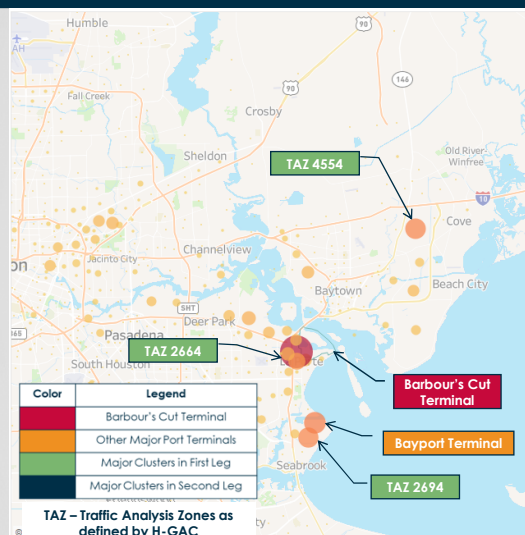 Humble
90
AH
146
Fall Creek
90
Crosby
Sheldon
Old River-
Winfree
TAZ 4554
10
Cove
Channelview
Jacinto City
on
Beach City
Baytown
SHT
Deer Park
Pasadena
TAZ 2664
South Houston
Barbour's Cut
Terminal
Color Legend
Barbour's Cut Terminal
Other Major Port Terminals
Major Clusters in First Leg
Major Clusters in Second Leg
Bayport Terminal
Seabrook
TAZ 2694
TAZ – Traffic Analysis Zones as
defined by H-GAC
©